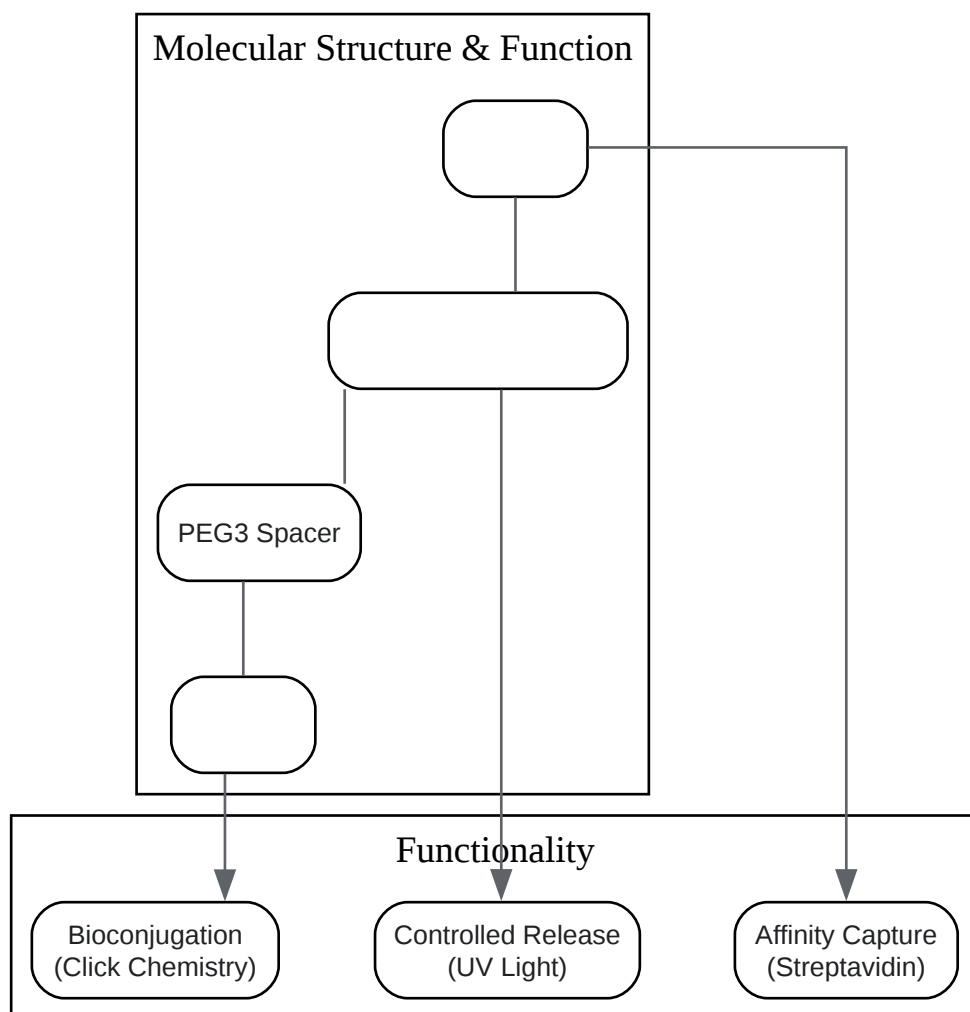 Molecular Structure & Function
PEG3 Spacer
Functionality
Bioconjugation
(Click Chemistry)
Controlled Release
(UV Light)
Affinity Capture
(Streptavidin)